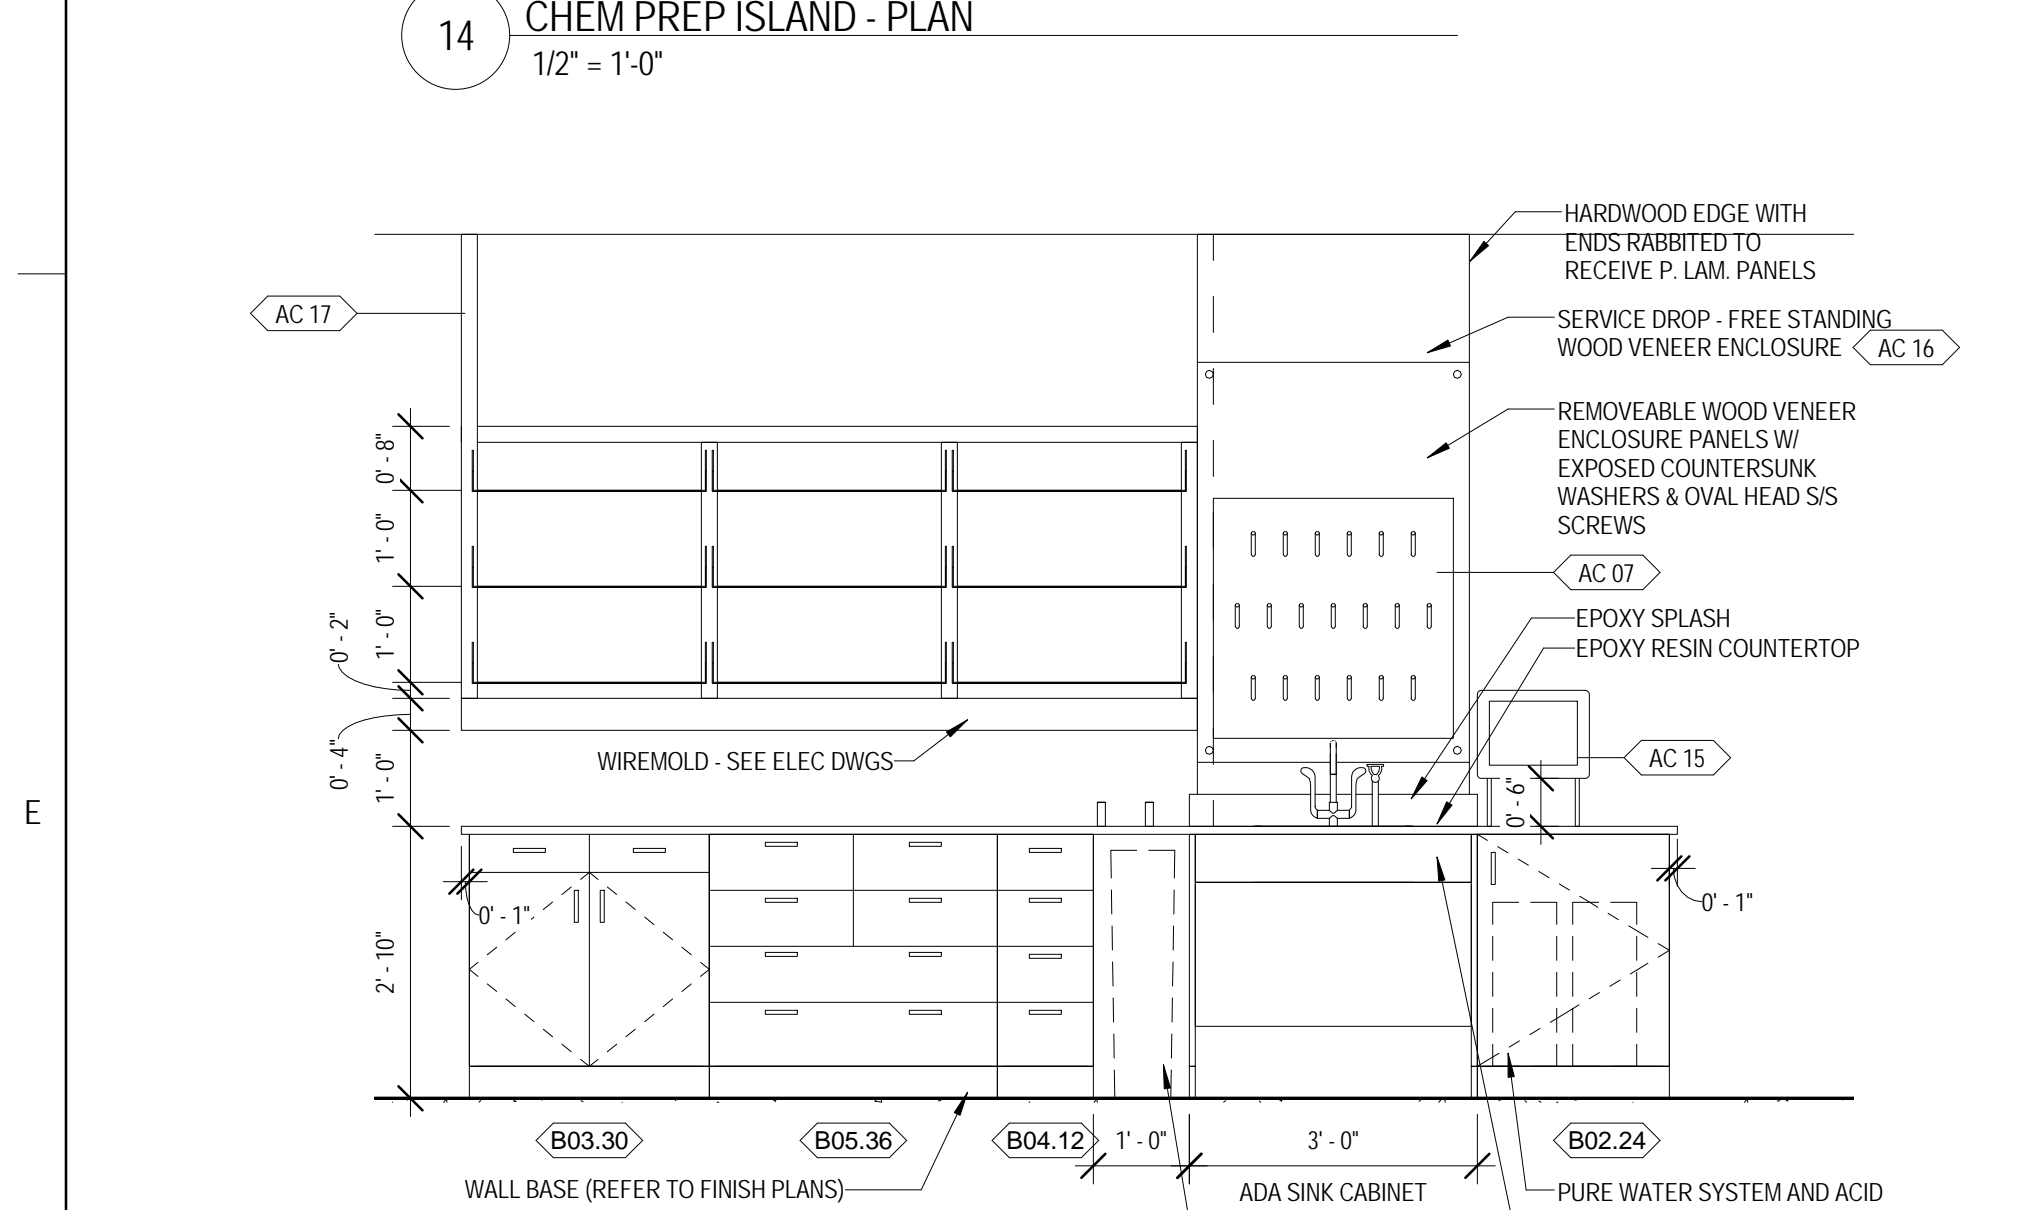 14
CHEM PREP ISLAND - PLAN
1/2" = 1'-0"
HARDWOOD EDGE WITH
ENDS RABBITED TO
RECEIVE P. LAM. PANELS
AC 17
SERVICE DROP - FREE STANDING
WOOD VENEER ENCLOSURE
AC 16
REMOVEABLE WOOD VENEER
ENCLOSURE PANELS W/
EXPOSED COUNTERSUNK
WASHERS & OVAL HEAD S/S
SCREWS
0' - 8"
1' - 0"
AC 07
1' - 0"
0' - 2"
EPOXY SPLASH
EPOXY RESIN COUNTERTOP
0' - 4"
1' - 0"
WIREMOLD - SEE ELEC DWGS
AC 15
0' - 6"
E
0' - 1"
0' - 1"
2' - 10"
B03.30
B05.36
B04.12
1' - 0"
3' - 0"
B02.24
WALL BASE (REFER TO FINISH PLANS)
ADA SINK CABINET
PURE WATER SYSTEM AND ACID